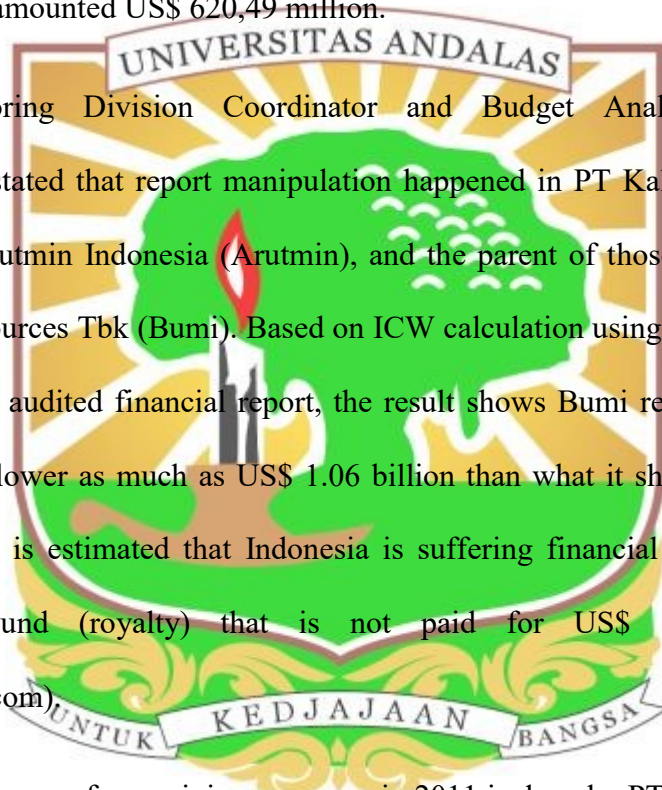 amounted US$ 620,49 million.
UNIVERSITAS ANDALAS
oring Division Coordinator and Budget Anal
stated that report manipulation happened in PT Kal
utmin Indonesia (Arutmin), and the parent of thos
ources Tbk (Bumi). Based on ICW calculation using
audited financial report, the result shows Bumi re
lower as much as US$ 1.06 billion than what it sh
is estimated that Indonesia is suffering financial
und (royalty) that is not paid for US$
com).
UNTUK KEDJAJAAN BANGSA